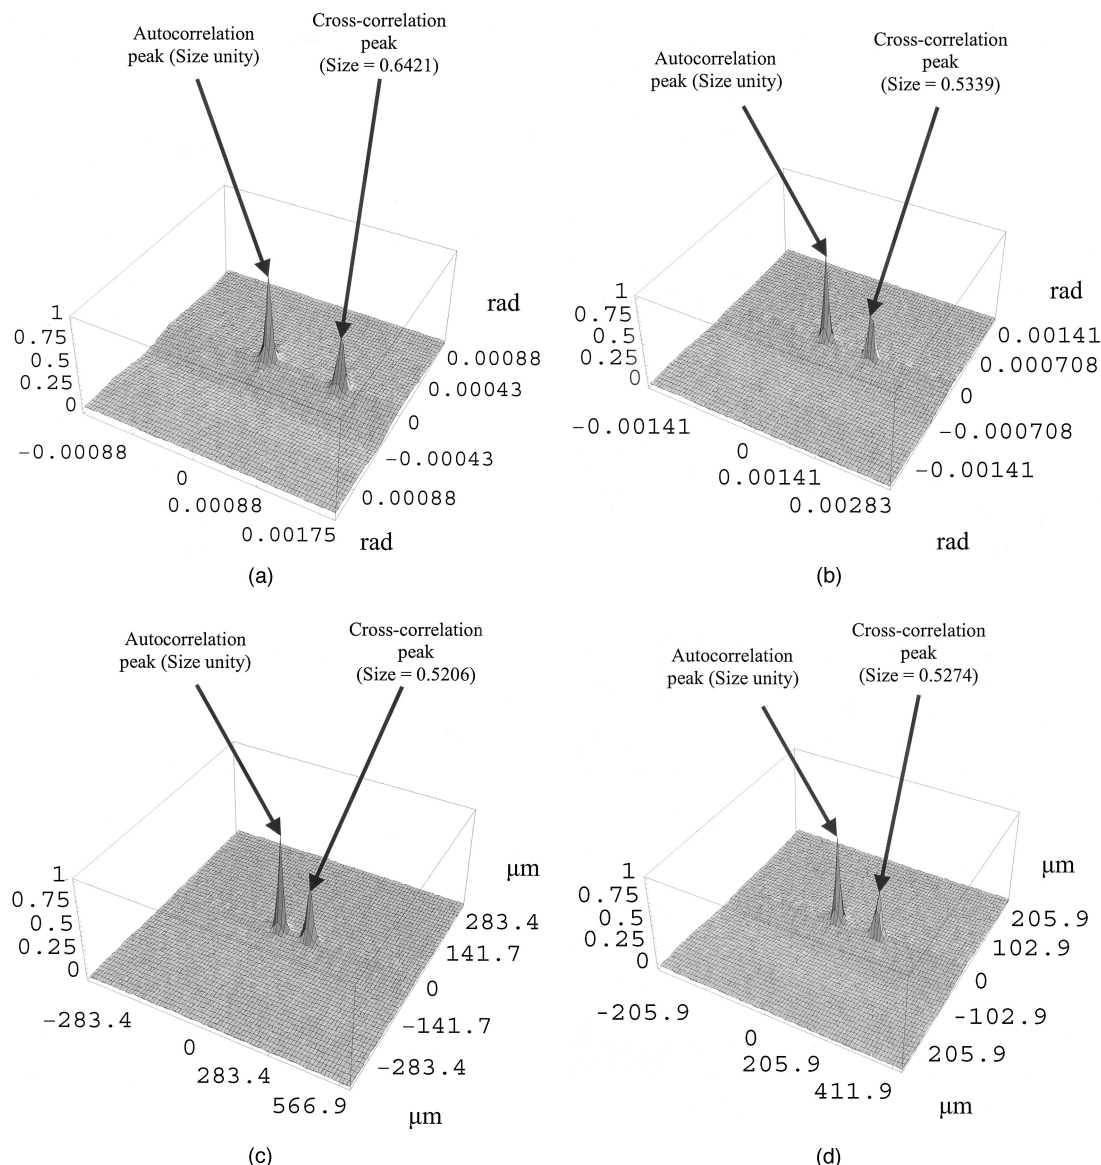 Autocorrelation
peak (Size unity)
Cross-correlation
peak
(Size = 0.6421)
1
0.75
0.5
0.25
0
−0.00088
0
0.00088
0.00175
rad
rad
0.00088
0.00043
0
−0.00043
0.00088
(a)
Autocorrelation
peak (Size unity)
Cross-correlation
peak
(Size = 0.5339)
1
0.75
0.5
0.25
0
−0.00141
0
0.00141
0.00283
rad
rad
0.00141
0.000708
0
−0.000708
−0.00141
(b)
Autocorrelation
peak (Size unity)
Cross-correlation
peak
(Size = 0.5206)
1
0.75
0.5
0.25
0
−283.4
0
283.4
566.9
µm
µm
283.4
141.7
0
−141.7
−283.4
(c)
Autocorrelation
peak (Size unity)
Cross-correlation
peak
(Size = 0.5274)
1
0.75
0.5
0.25
0
-205.9
0
205.9
411.9
µm
µm
205.9
102.9
0
-102.9
205.9
(d)